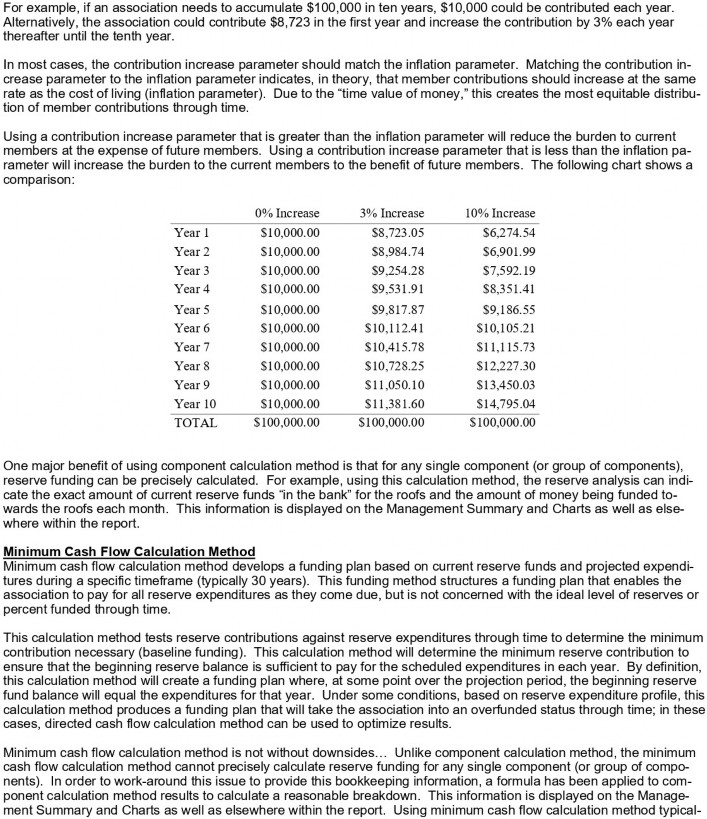 For example, if an association needs to accumulate $100,000 in ten years, $10,000 could be contributed each year.
Alternatively, the association could contribute $8,723 in the first year and increase the contribution by 3% each year
thereafter until the tenth year.
In most cases, the contribution increase parameter should match the inflation parameter. Matching the contribution in-
crease parameter to the inflation parameter indicates, in theory, that member contributions should increase at the same
rate as the cost of living (inflation parameter). Due to the “time value of money,” this creates the most equitable distribu-
tion of member contributions through time.
Using a contribution increase parameter that is greater than the inflation parameter will reduce the burden to current
members at the expense of future members. Using a contribution increase parameter that is less than the inflation pa-
rameter will increase the burden to the current members to the benefit of future members. The following chart shows a
comparison:
0% Increase 3% Increase 10% Increase
Year 1 $10,000.00 $8,723.05 $6,274.54
Year 2 $10,000.00 $8,984.74 $6,901.99
Year 3 $10,000.00 $9,254.28 $7,592.19
Year 4 $10,000.00 $9,531.91 $8,351.41
Year 5 $10,000.00 $9,817.87 $9,186.55
Year 6 $10,000.00 $10,112.41 $10,105.21
Year 7 $10,000.00 $10,415.78 $11,115.73
Year 8 $10,000.00 $10,728.25 $12,227.30
Year 9 $10,000.00 $11,050.10 $13,450.03
Year 10 $10,000.00 $11,381.60 $14,795.04
TOTAL $100,000.00 $100,000.00 $100,000.00
One major benefit of using component calculation method is that for any single component (or group of components),
reserve funding can be precisely calculated. For example, using this calculation method, the reserve analysis can indi-
cate the exact amount of current reserve funds “in the bank” for the roofs and the amount of money being funded to-
wards the roofs each month. This information is displayed on the Management Summary and Charts as well as else-
where within the report.
Minimum Cash Flow Calculation Method
Minimum cash flow calculation method develops a funding plan based on current reserve funds and projected expendi-
tures during a specific timeframe (typically 30 years). This funding method structures a funding plan that enables the
association to pay for all reserve expenditures as they come due, but is not concerned with the ideal level of reserves or
percent funded through time.
This calculation method tests reserve contributions against reserve expenditures through time to determine the minimum
contribution necessary (baseline funding). This calculation method will determine the minimum reserve contribution to
ensure that the beginning reserve balance is sufficient to pay for the scheduled expenditures in each year. By definition,
this calculation method will create a funding plan where, at some point over the projection period, the beginning reserve
fund balance will equal the expenditures for that year. Under some conditions, based on reserve expenditure profile, this
calculation method produces a funding plan that will take the association into an overfunded status through time; in these
cases, directed cash flow calculation method can be used to optimize results.
Minimum cash flow calculation method is not without downsides… Unlike component calculation method, the minimum
cash flow calculation method cannot precisely calculate reserve funding for any single component (or group of compo-
nents). In order to work-around this issue to provide this bookkeeping information, a formula has been applied to com-
ponent calculation method results to calculate a reasonable breakdown. This information is displayed on the Manage-
ment Summary and Charts as well as elsewhere within the report. Using minimum cash flow calculation method typical-